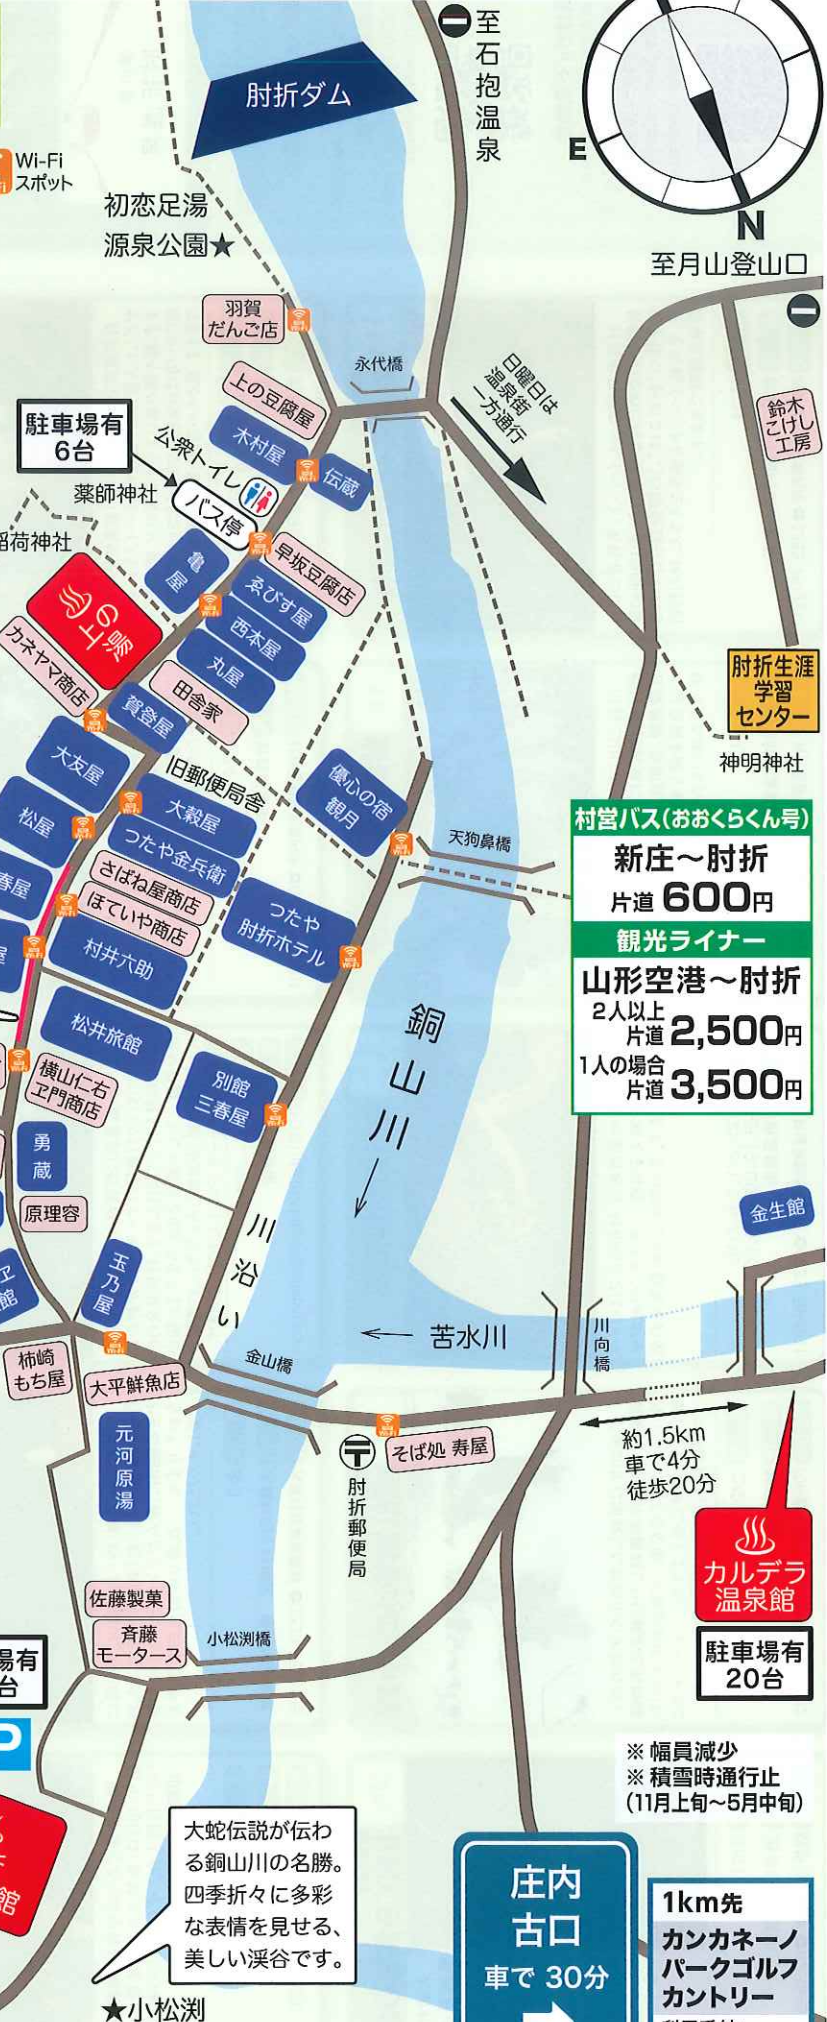 至石抱温泉
肘折ダム
Wi-Fi
スポット
E
N
初恋足湯
源泉公園★
至月山登山口
羽賀
だんご店
永代橋
日曜日は
温泉街
一方通行
鈴木
こけし
工房
上の豆腐屋
駐車場有
6台
木村屋
伝蔵
公衆トイレ
薬師神社
バス停
稲荷神社
亀屋
早坂豆腐店
ゑびす屋
西本屋
丸屋
上の湯
カネヤマ商店
田舎家
賀登屋
肘折生涯
学習
センター
神明神社
大友屋
旧郵便局舎
優心の宿
観月
大穀屋
松屋
つたや金兵衛
天狗鼻橋
さばね屋商店
ほていや商店
春屋
村井六助
つたや
肘折ホテル
屋
村営バス(おおくらくん号)
新庄～肘折
片道 600円
観光ライナー
山形空港～肘折
2人以上
片道 2,500円
1人の場合
片道 3,500円
銅山川
松井旅館
横山仁右
ヱ門商店
別館
三春屋
勇蔵
原理容
川沿い
金生館
玉乃屋
ヱ
館
苦水川
川向橋
金山橋
柿崎
もち屋
大平鮮魚店
元河原湯
そば処 寿屋
肘折郵便局
約1.5km
車で4分
徒歩20分
カルデラ
温泉館
駐車場有
20台
佐藤製菓
斉藤
モータース
小松渕橋
場有
台
P
館
※ 幅員減少
※ 積雪時通行止
(11月上旬～5月中旬)
大蛇伝説が伝わ
る銅山川の名勝。
四季折々に多彩
な表情を見せる、
美しい渓谷です。
★小松渕
庄内
古口
車で 30分
1km先
カンカネーノ
パークゴルフ
カントリー